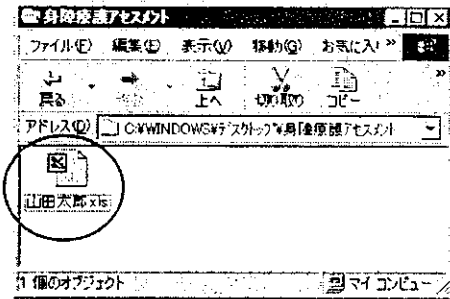 身障療護アセスメント
ファイル(F) 編集(E) 表示(V) 移動(G) お気に入り »
戻る 上へ 切り取り コピー »
アドレス(D) C:¥WINDOWS¥デスクトップ¥身障療護アセスメント
山田太郎.xls
1 個のオブジェクト マイ コンピュー